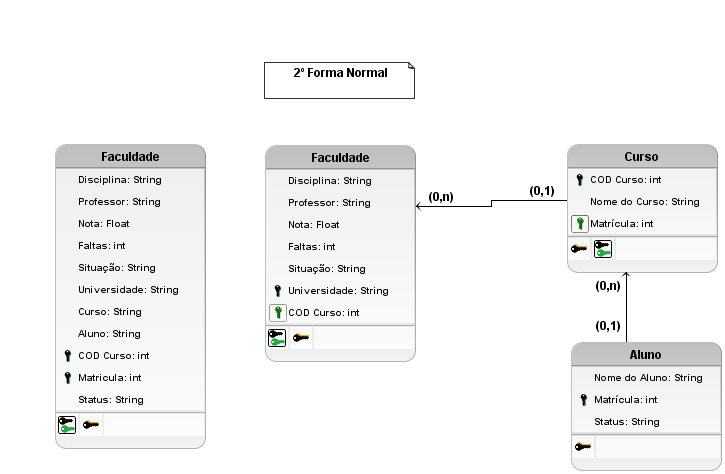 2º Forma Normal
Faculdade
Disciplina: String
Professor: String
Nota: Float
Faltas: int
Situação: String
Universidade: String
Curso: String
Aluno: String
COD Curso: int
Matricula: int
Status: String
Faculdade
Disciplina: String
Professor: String
Nota: Float
Faltas: int
Situação: String
Universidade: String
COD Curso: int
(0,n)
(0,1)
Curso
COD Curso: int
Nome do Curso: String
Matrícula: int
(0,n)
(0,1)
Aluno
Nome do Aluno: String
Matrícula: int
Status: String